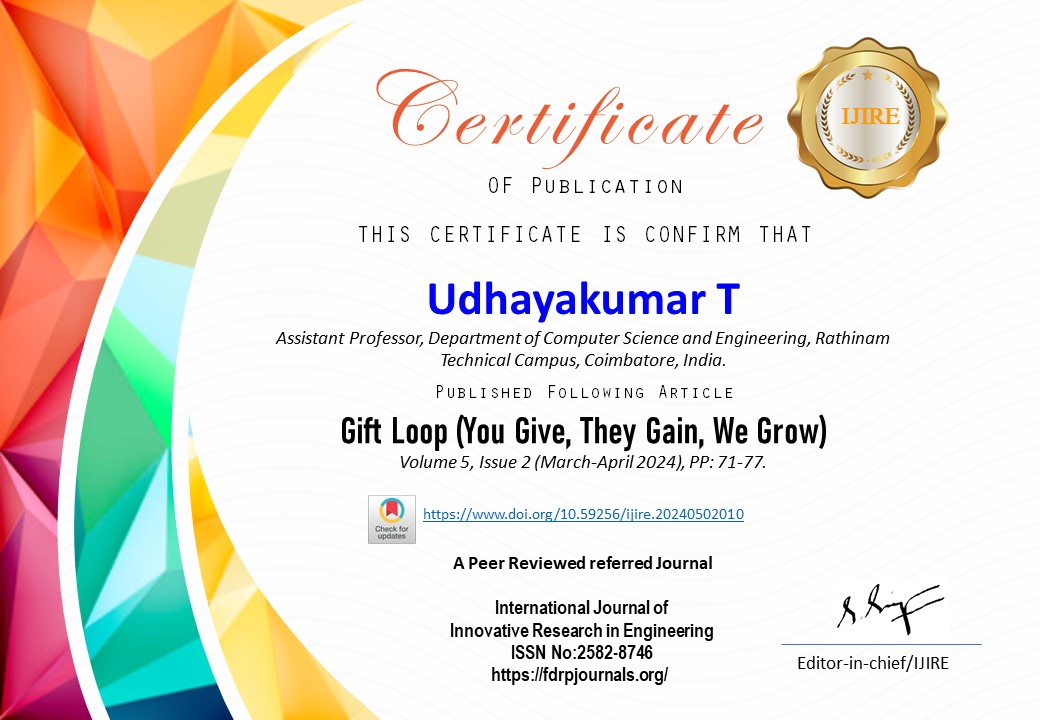 Certificate
IJIRE
OF PUBLICATION
THIS CERTIFICATE IS CONFIRM THAT
Udhayakumar T
Assistant Professor, Department of Computer Science and Engineering, Rathinam
Technical Campus, Coimbatore, India.
PUBLISHED FOLLOWING ARTICLE
Gift Loop (You Give, They Gain, We Grow)
Volume 5, Issue 2 (March-April 2024), PP: 71-77.
Check for
updates
https://www.doi.org/10.59256/ijire.20240502010
A Peer Reviewed referred Journal
International Journal of
Innovative Research in Engineering
ISSN No:2582-8746
https://fdrpjournals.org/
Editor-in-chief/IJIRE